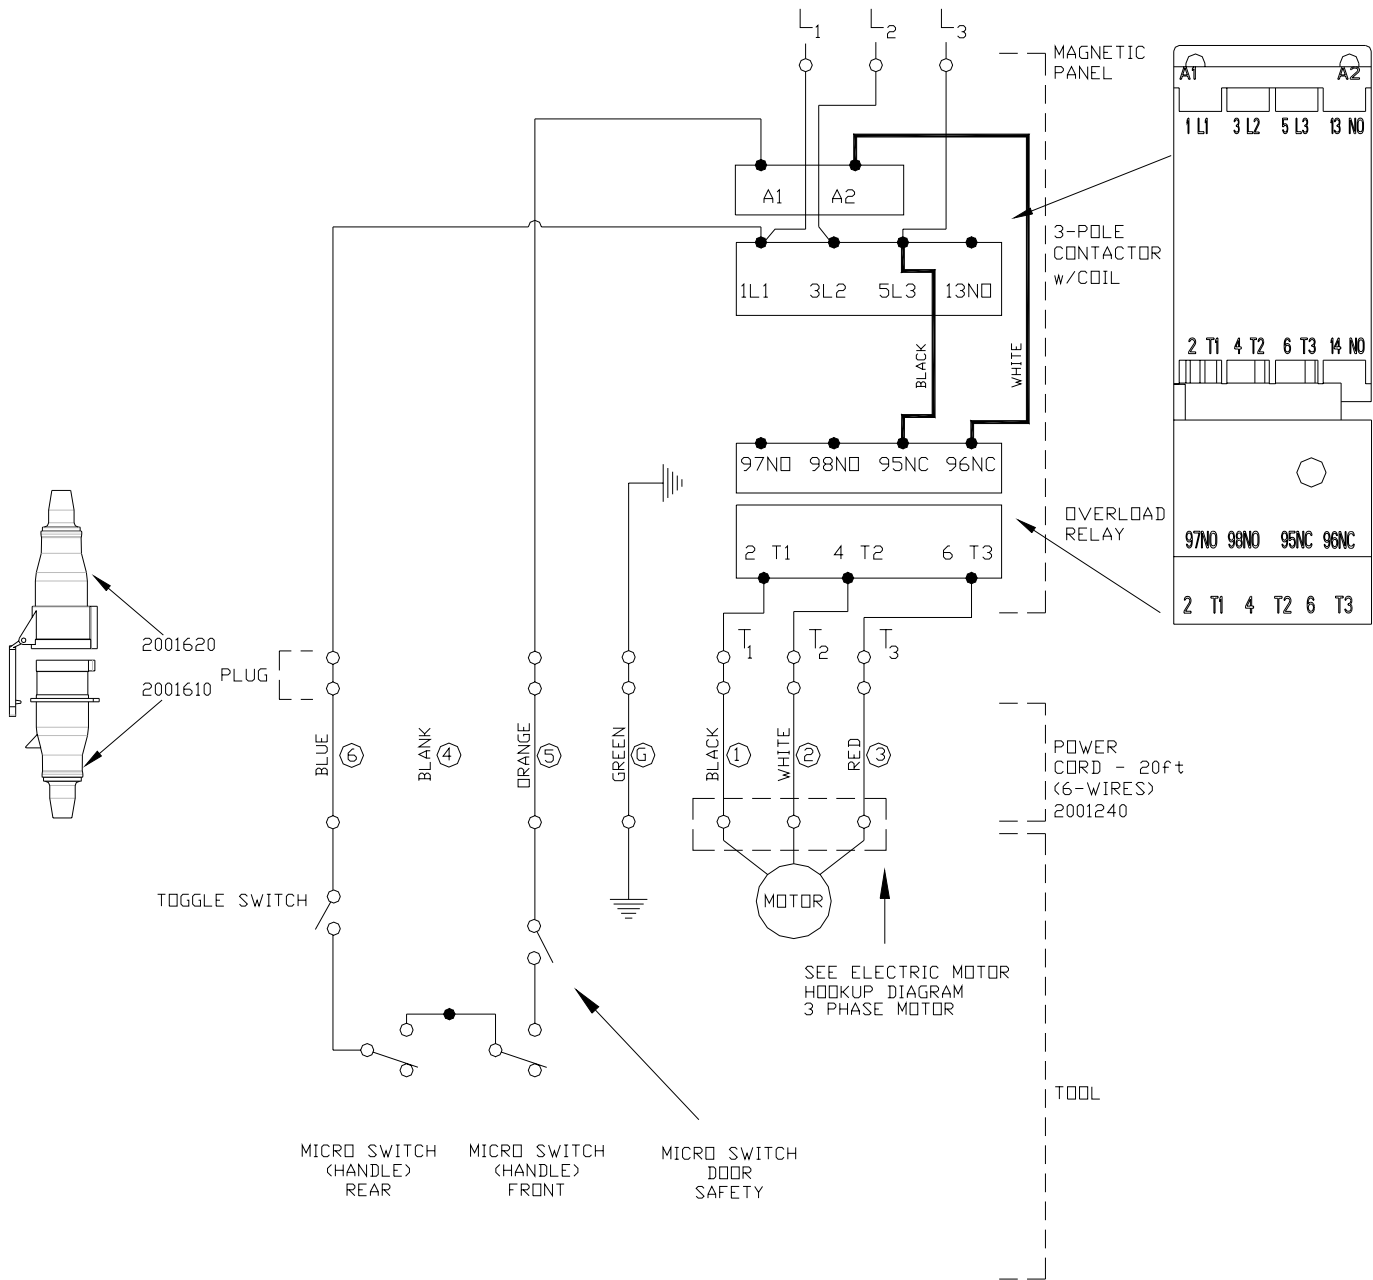 L1
L2
L3
MAGNETIC
PANEL
A1
A2
1 L1
3 L2
5 L3
13 NO
A1
A2
3-POLE
CONTACTOR
w/COIL
1L1
3L2
5L3
13NO
BLACK
WHITE
2 T1
4 T2
6 T3
14 NO
97NO
98NO
95NC
96NC
OVERLOAD
RELAY
97NO
98NO
95NC
96NC
2 T1
4 T2
6 T3
2 T1
4 T2
6 T3
2001620
PLUG
2001610
T1
T2
T3
BLUE
6
BLANK
4
ORANGE
5
GREEN
G
BLACK
1
WHITE
2
RED
3
POWER
CORD - 20ft
(6-WIRES)
2001240
TOGGLE SWITCH
MOTOR
SEE ELECTRIC MOTOR
HOOKUP DIAGRAM
3 PHASE MOTOR
TOOL
MICRO SWITCH
(HANDLE)
REAR
MICRO SWITCH
(HANDLE)
FRONT
MICRO SWITCH
DOOR
SAFETY